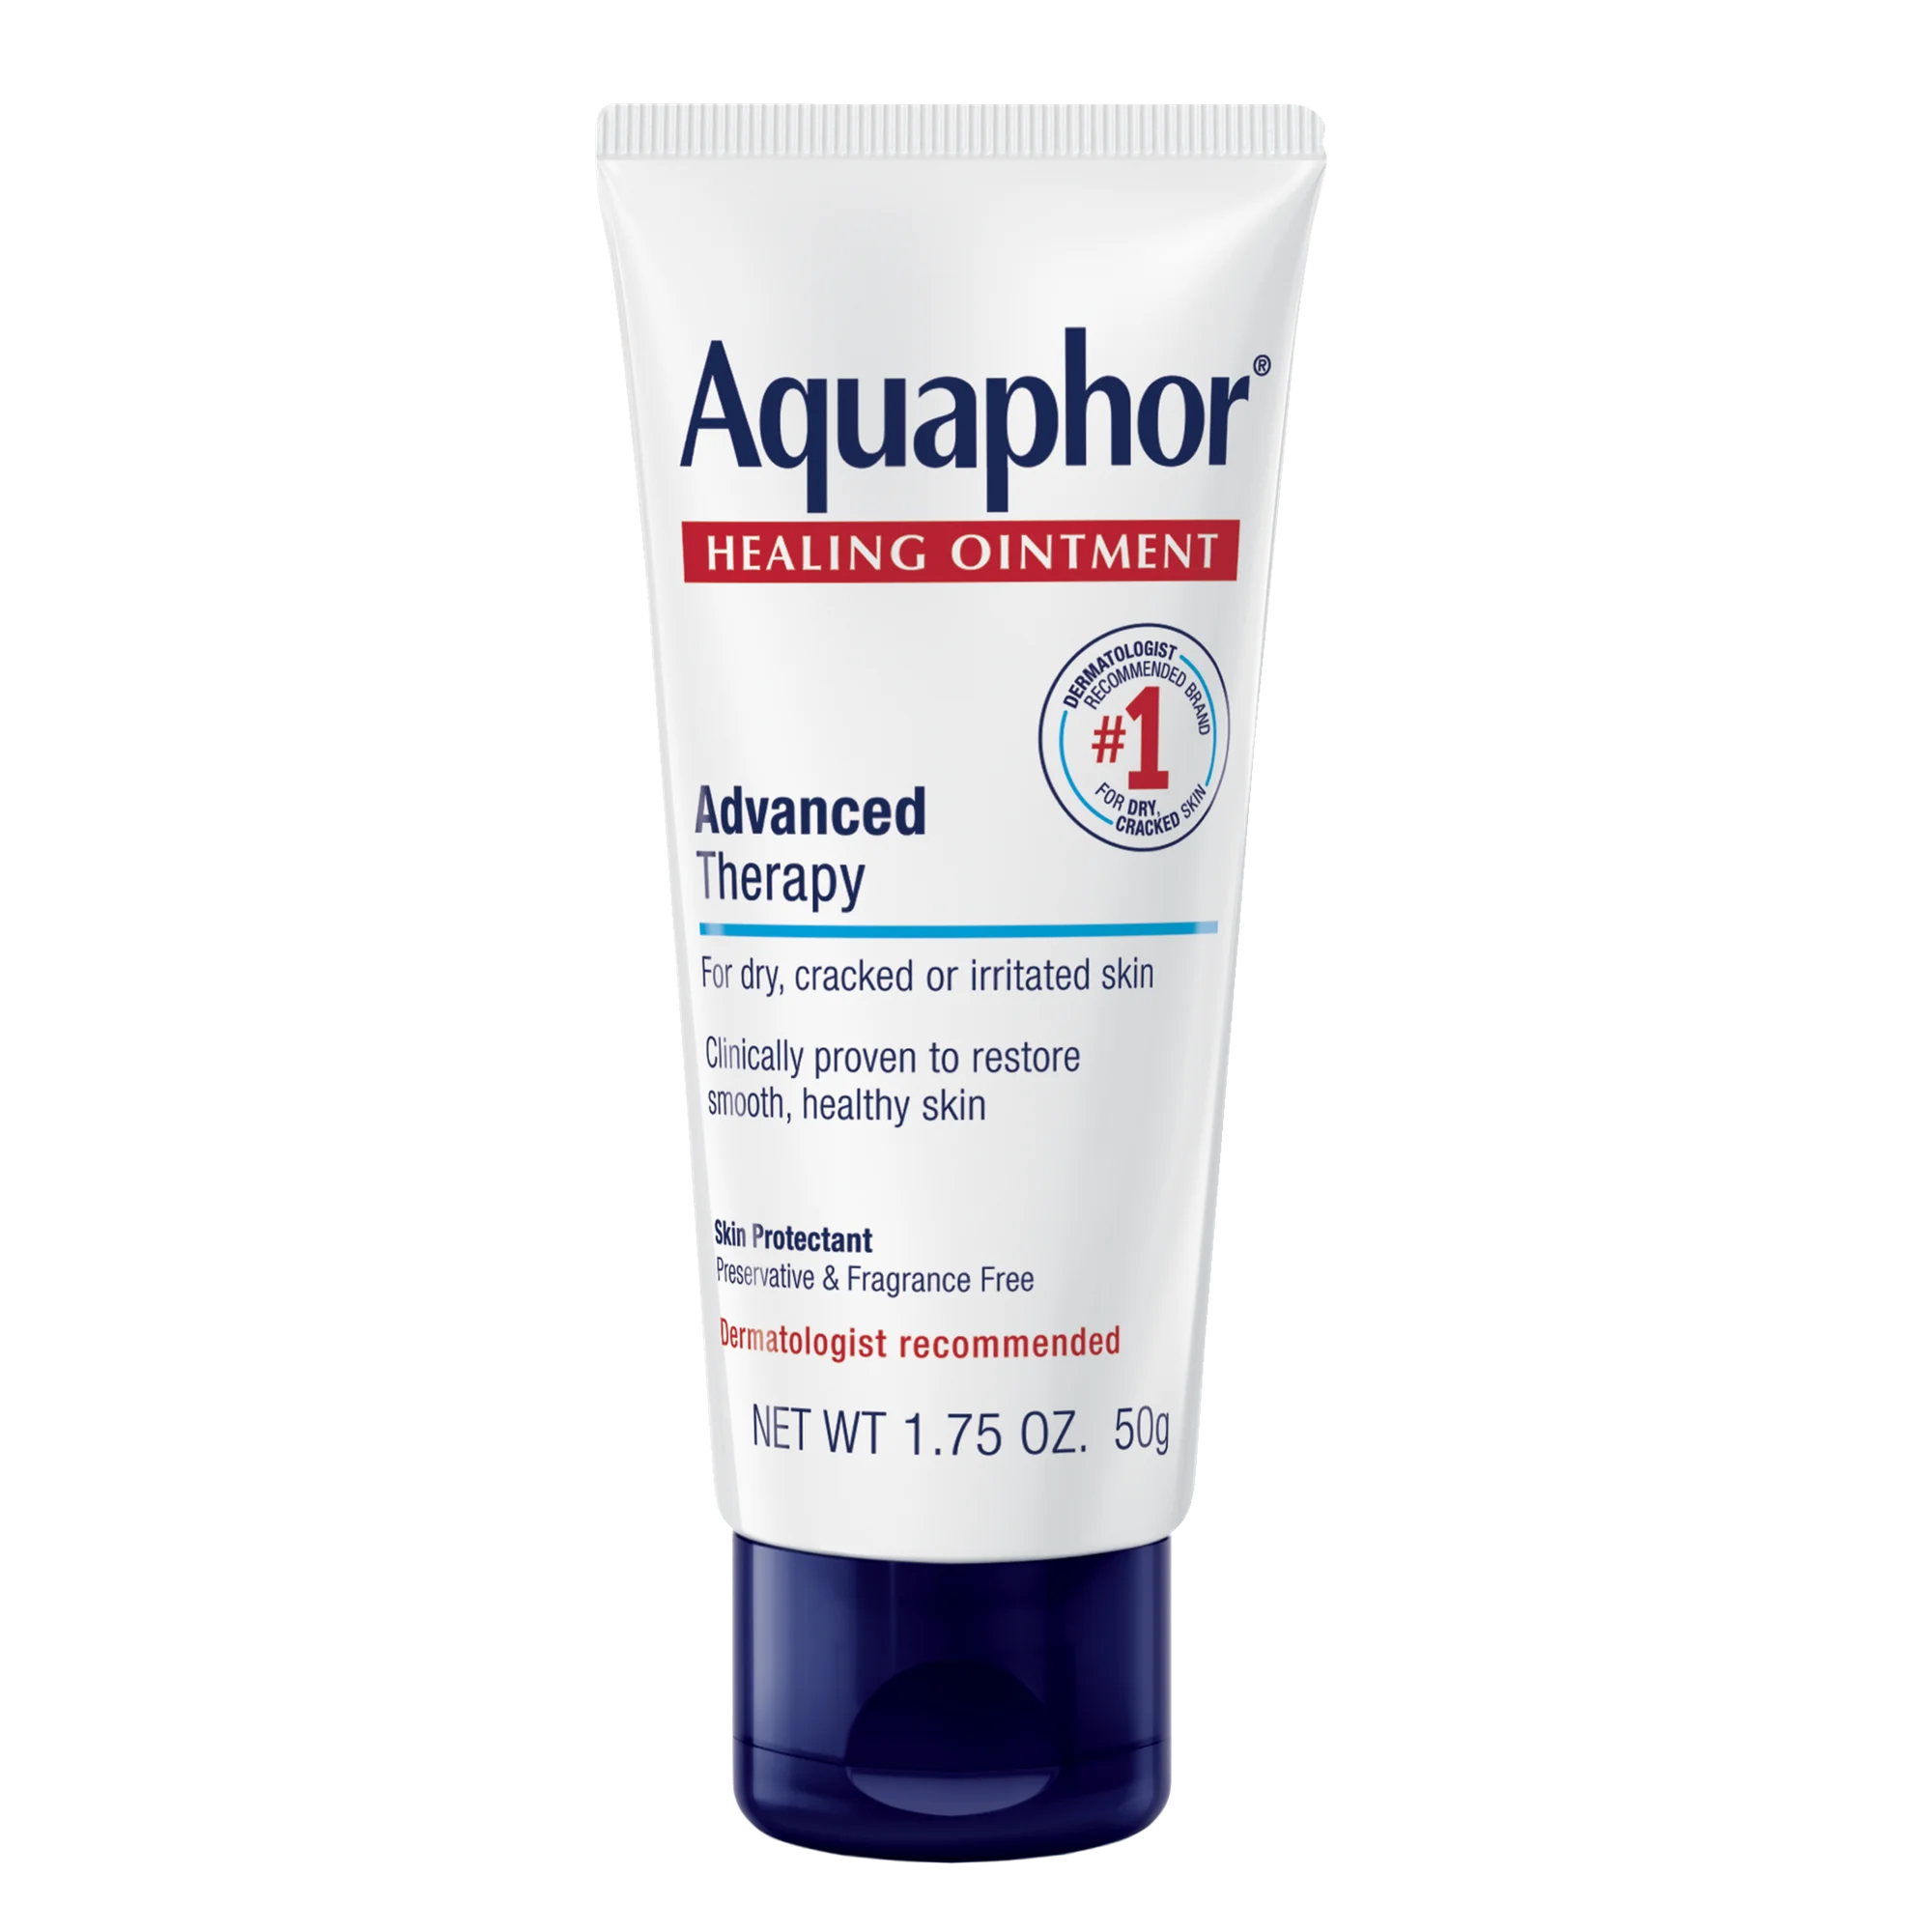 Aquaphor®
HEALING OINTMENT
DERMATOLOGIST
RECOMMENDED BRAND
#1
FOR DRY,
CRACKED SKIN
Advanced
Therapy
For dry, cracked or irritated skin
Clinically proven to restore
smooth, healthy skin
Skin Protectant
Preservative & Fragrance Free
Dermatologist recommended
NET WT 1.75 OZ. 50g